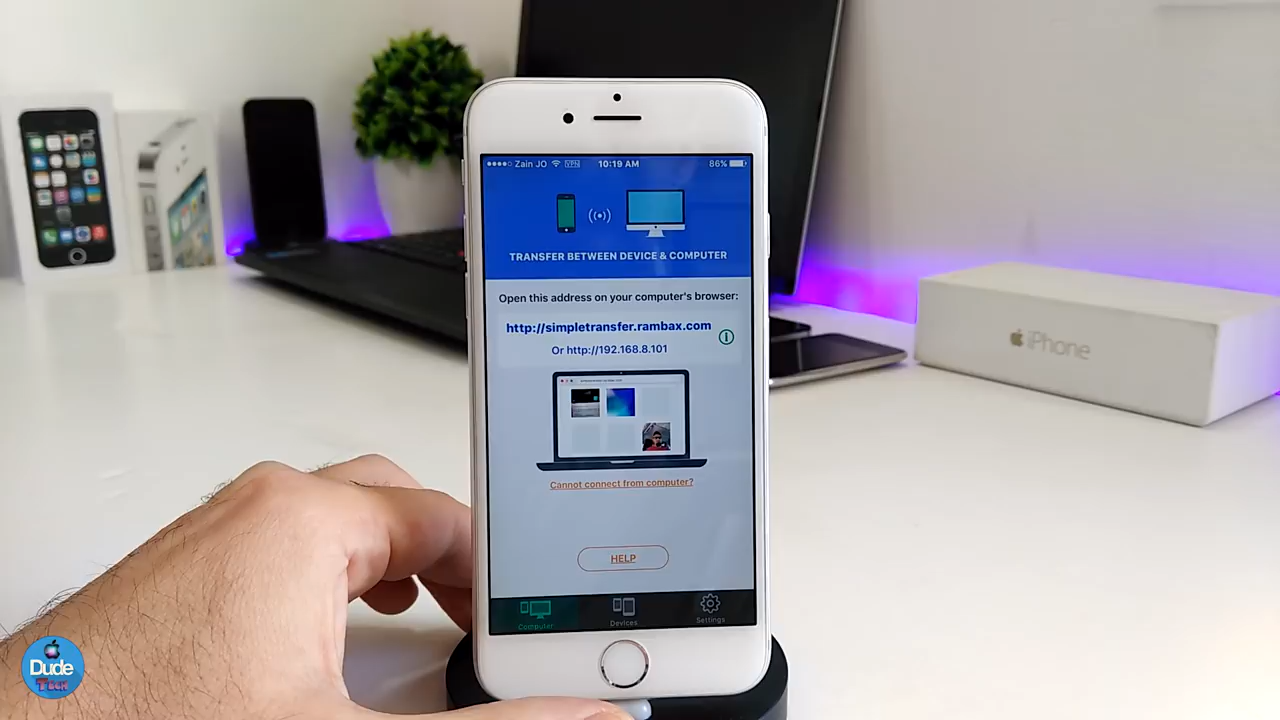 Zain JO VPN 10:19 AM 86%
TRANSFER BETWEEN DEVICE & COMPUTER
Open this address on your computer's browser:
http://simpletransfer.rambax.com
Or http://192.168.8.101
Cannot connect from computer?
HELP
Computer Devices Settings
iPhone
Dude
TECH